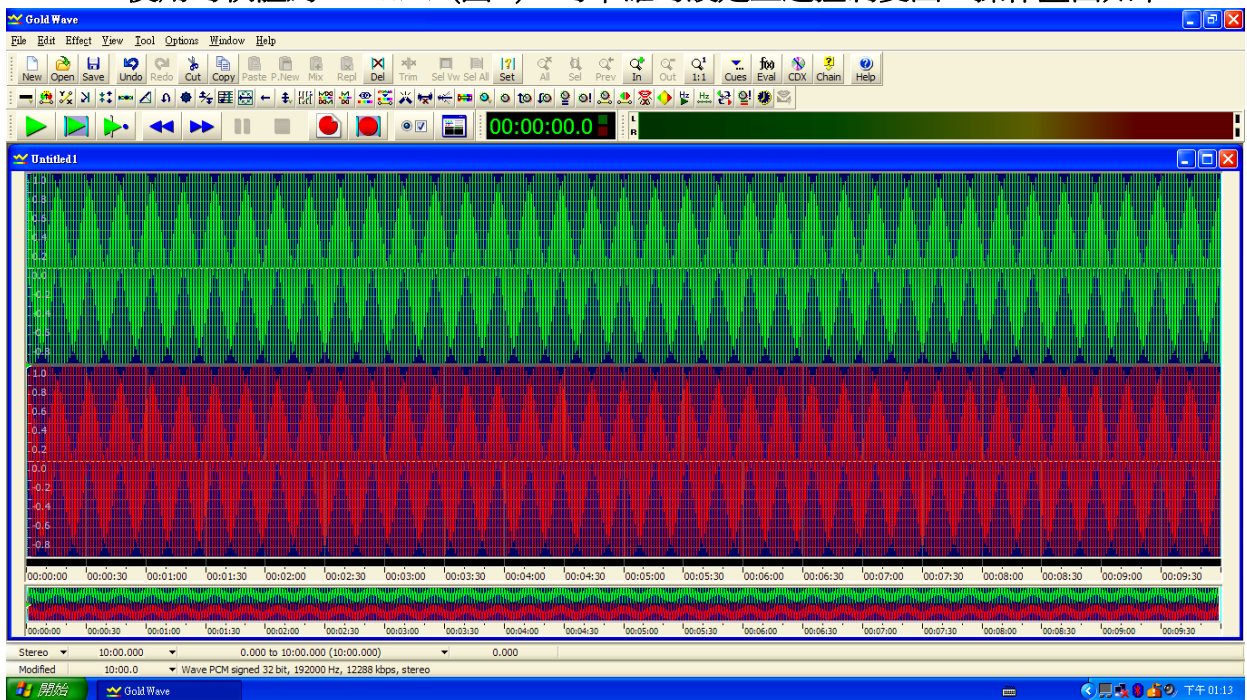 Gold Wave
File Edit Effect View Tool Options Window Help
New Open Save Undo Redo Cut Copy Paste P.New Mix Repl Del Trim Sel Vw Sel All Set All Sel Prev In Out 1:1 Cues Eval CDX Chain Help
00:00:00.0
L
R
Untitled1
1.0
0.8
0.6
0.4
0.2
0.0
-0.2
-0.4
-0.6
-0.8
1.0
0.8
0.6
0.4
0.2
0.0
-0.2
-0.4
-0.6
-0.8
00:00:00 00:00:30 00:01:00 00:01:30 00:02:00 00:02:30 00:03:00 00:03:30 00:04:00 00:04:30 00:05:00 00:05:30 00:06:00 00:06:30 00:07:00 00:07:30 00:08:00 00:08:30 00:09:00 00:09:30
00:00:00 00:00:30 00:01:00 00:01:30 00:02:00 00:02:30 00:03:00 00:03:30 00:04:00 00:04:30 00:05:00 00:05:30 00:06:00 00:06:30 00:07:00 00:07:30 00:08:00 00:08:30 00:09:00 00:09:30
Stereo 10:00.000 0.000 to 10:00.000 (10:00.000) 0.000
Modified 10:00.0 Wave PCM signed 32 bit, 192000 Hz, 12288 kbps, stereo
開始 Gold Wave 下午 01:13